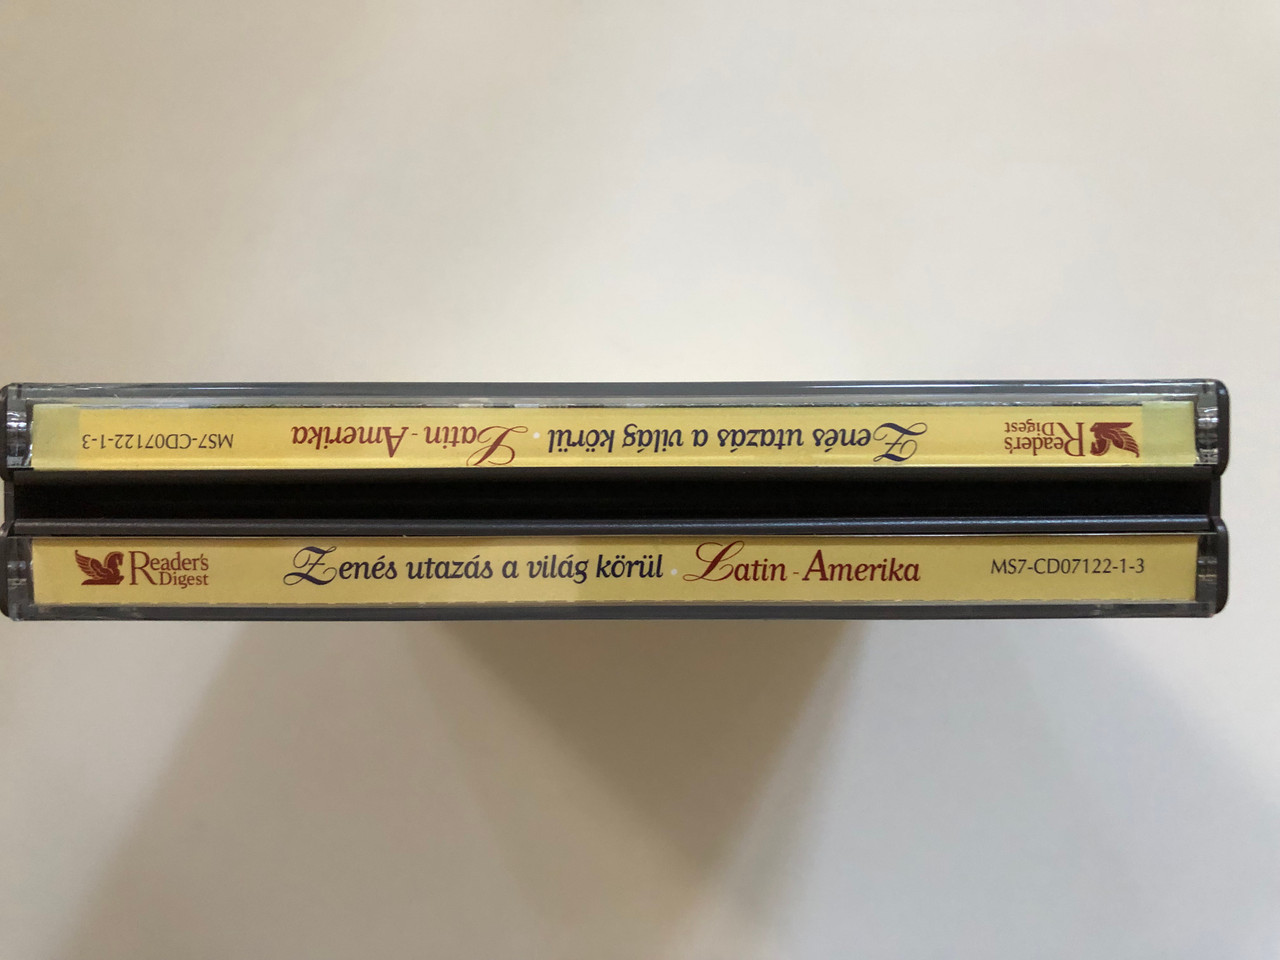 Reader's Digest Zenés utazás a világ körül · Latin-Amerika MS7-CD07122-1-3
Reader's Digest Zenés utazás a világ körül · Latin-Amerika MS7-CD07122-1-3